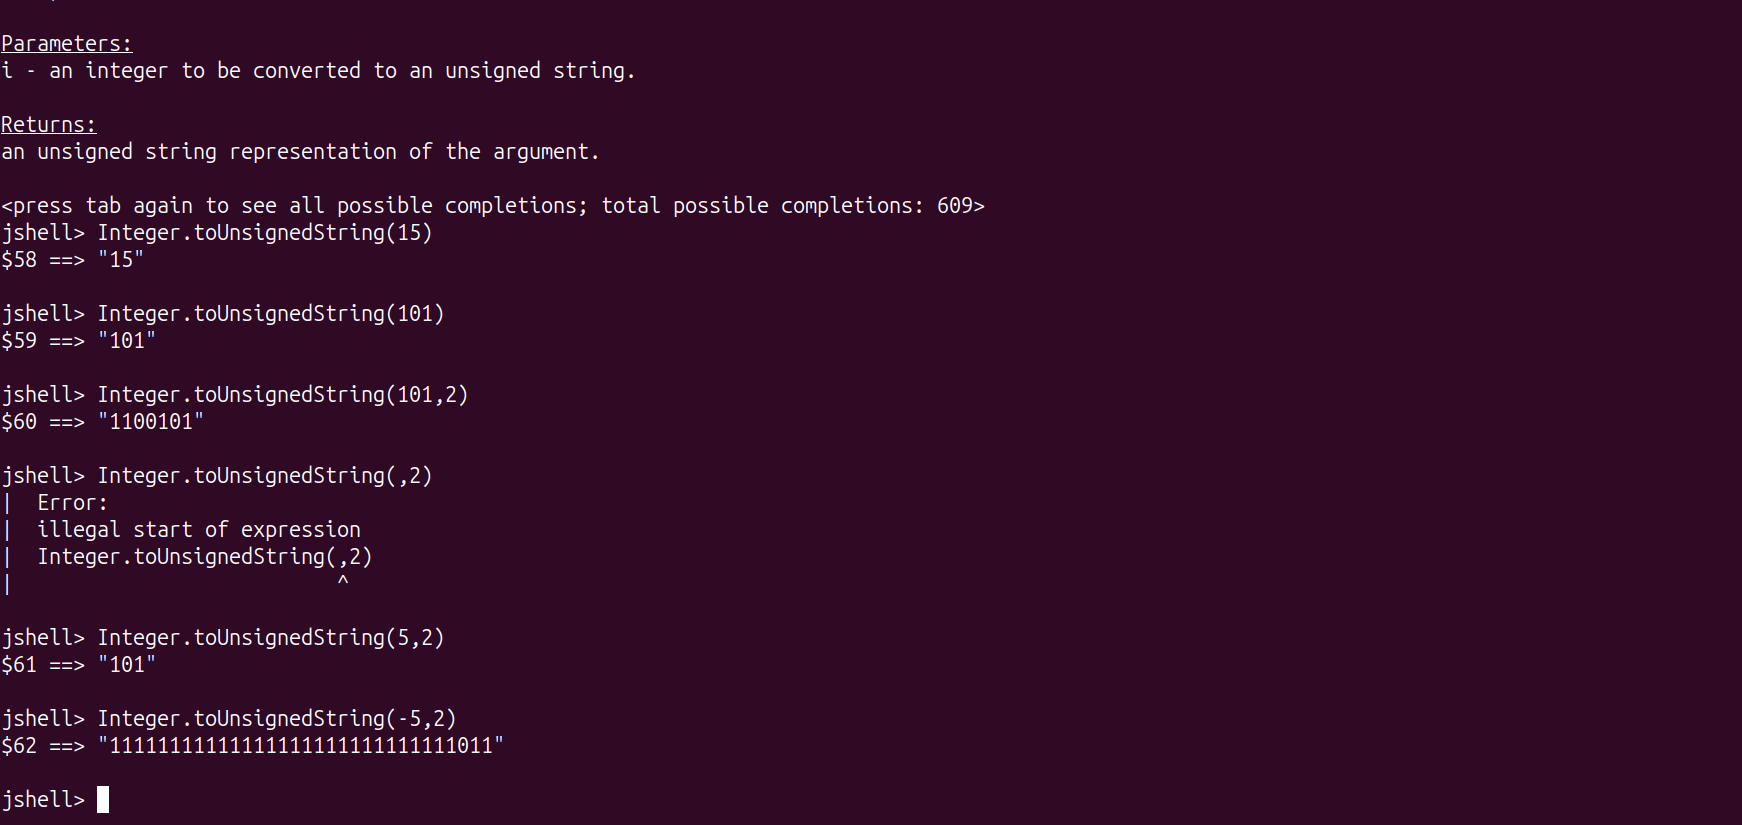 Parameters:
i - an integer to be converted to an unsigned string.
Returns:
an unsigned string representation of the argument.
<press tab again to see all possible completions; total possible completions: 609>
jshell> Integer.toUnsignedString(15)
$58 ==> "15"
jshell> Integer.toUnsignedString(101)
$59 ==> "101"
jshell> Integer.toUnsignedString(101,2)
$60 ==> "1100101"
jshell> Integer.toUnsignedString(,2)
|  Error:
|  illegal start of expression
|  Integer.toUnsignedString(,2)
|                           ^
jshell> Integer.toUnsignedString(5,2)
$61 ==> "101"
jshell> Integer.toUnsignedString(-5,2)
$62 ==> "11111111111111111111111111111011"
jshell>